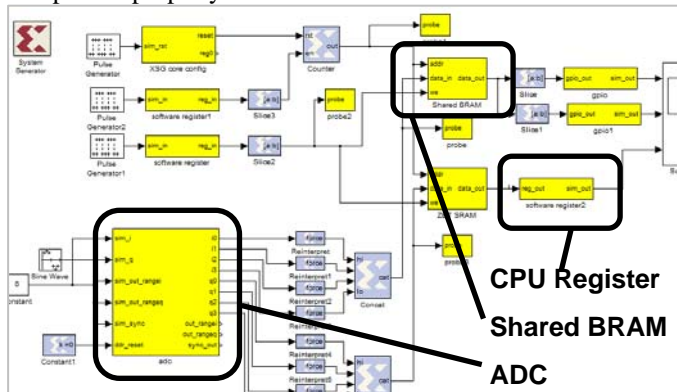 System
Generator
Pulse
Generator
sim_rst
reset
reg0
XSG core config
rst
en
out
Counter
Pulse
Generator2
sim_in
reg_in
software register1
[a:b]
Slice3
probe
probe2
Pulse
Generator1
sim_in
reg_in
software register
[a:b]
Slice2
probe
addr
data_in
data_out
we
Shared BRAM
[a:b]
Slice
gpio_out
sim_out
gpio
[a:b]
Slice1
gpio_out
sim_out
gpio1
probe
probe
addr
data_in
data_out
we
reg_out
sim_out
software register2
probe
Sine Wave
0
Constant
Constant1
sim_i
sim_q
sim_out_rangei
sim_out_rangeq
sim_sync
ddr_reset
i0
i1
i2
i3
q0
q1
q2
q3
out_rangei
out_rangeq
sync_out
adc
force
Reinterpret
force
Reinterpret1
force
Reinterpret2
force
hi
lo
cat
Concat
force
Reinterpret4
force
Reinterpret5
force
hi
cat
CPU Register
Shared BRAM
ADC